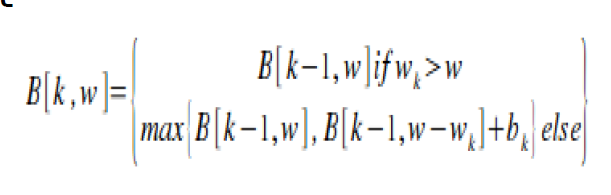 B[k,w]={B[k−1,w]if w_k>w
max{B[k−1,w],B[k−1,w−w_k]+b_k}else}